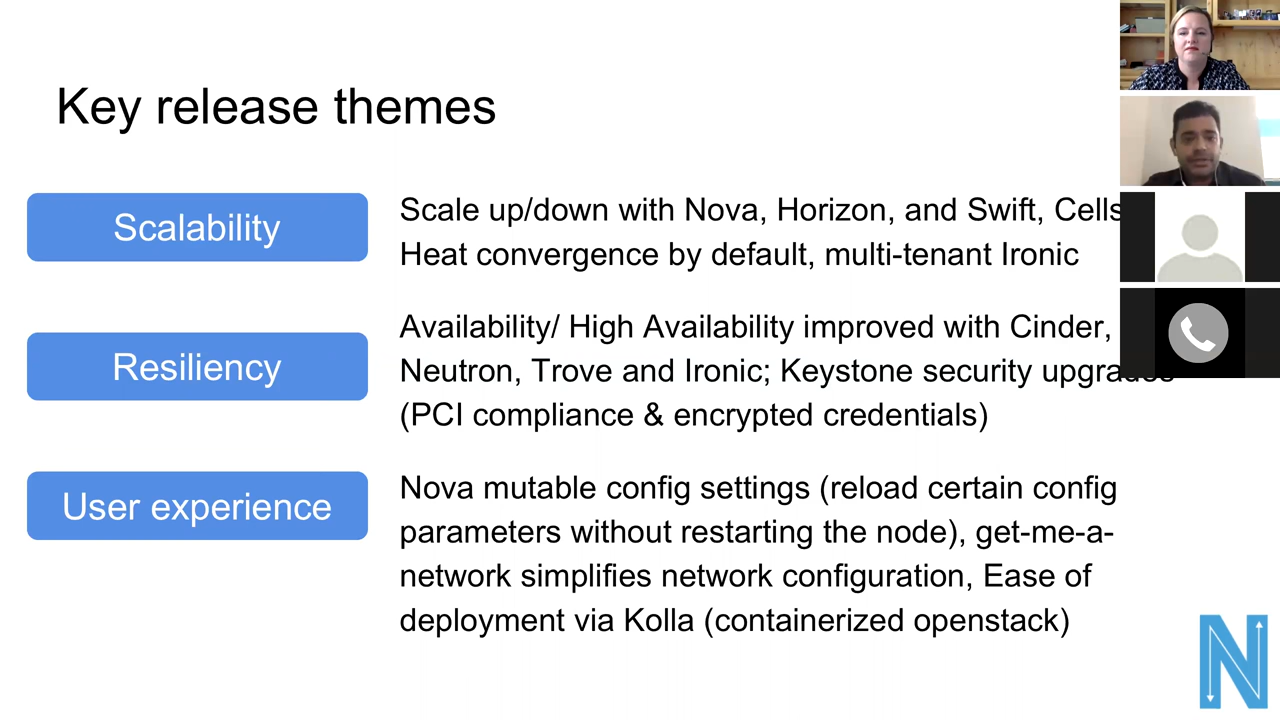 Key release themes
Scalability
Scale up/down with Nova, Horizon, and Swift, Cells
Heat convergence by default, multi-tenant Ironic
Resiliency
Availability/ High Availability improved with Cinder,
Neutron, Trove and Ironic; Keystone security upgrades
(PCI compliance & encrypted credentials)
User experience
Nova mutable config settings (reload certain config
parameters without restarting the node), get-me-a-
network simplifies network configuration, Ease of
deployment via Kolla (containerized openstack)
N